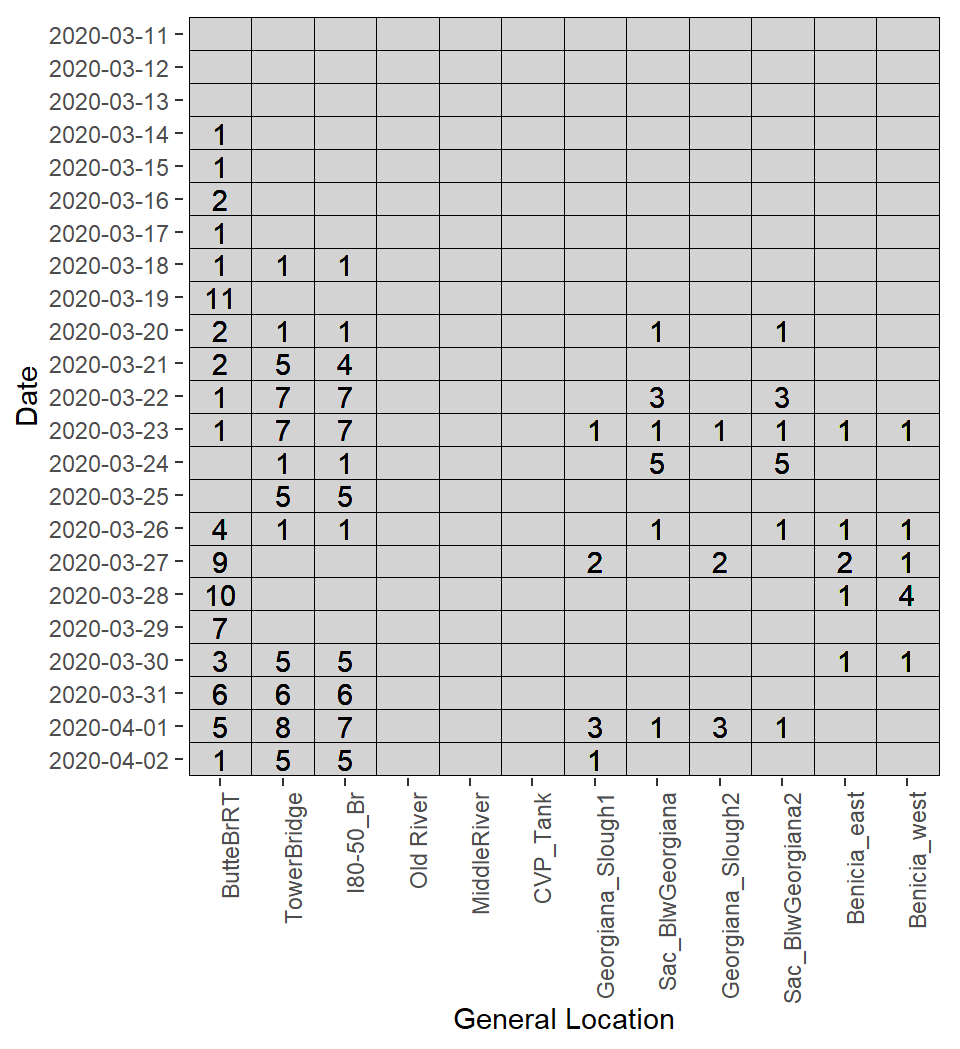 2020-03-11
2020-03-12
2020-03-13
2020-03-14 1
2020-03-15 1
2020-03-16 2
2020-03-17 1
2020-03-18 1 1 1
2020-03-19 11
2020-03-20 2 1 1 1 1
2020-03-21 2 5 4
2020-03-22 1 7 7 3 3
2020-03-23 1 7 7 1 1 1 1 1 1
2020-03-24 1 1 5 5
2020-03-25 5 5
2020-03-26 4 1 1 1 1 1 1
2020-03-27 9 2 2 2 1
2020-03-28 10 1 4
2020-03-29 7
2020-03-30 3 5 5 1 1
2020-03-31 6 6 6
2020-04-01 5 8 7 3 1 3 1
2020-04-02 1 5 5 1
Date
ButteBrRT
TowerBridge
I80-50_Br
Old River
MiddleRiver
CVP_Tank
Georgiana_Slough1
Sac_BlwGeorgiana
Georgiana_Slough2
Sac_BlwGeorgiana2
Benicia_east
Benicia_west
General Location